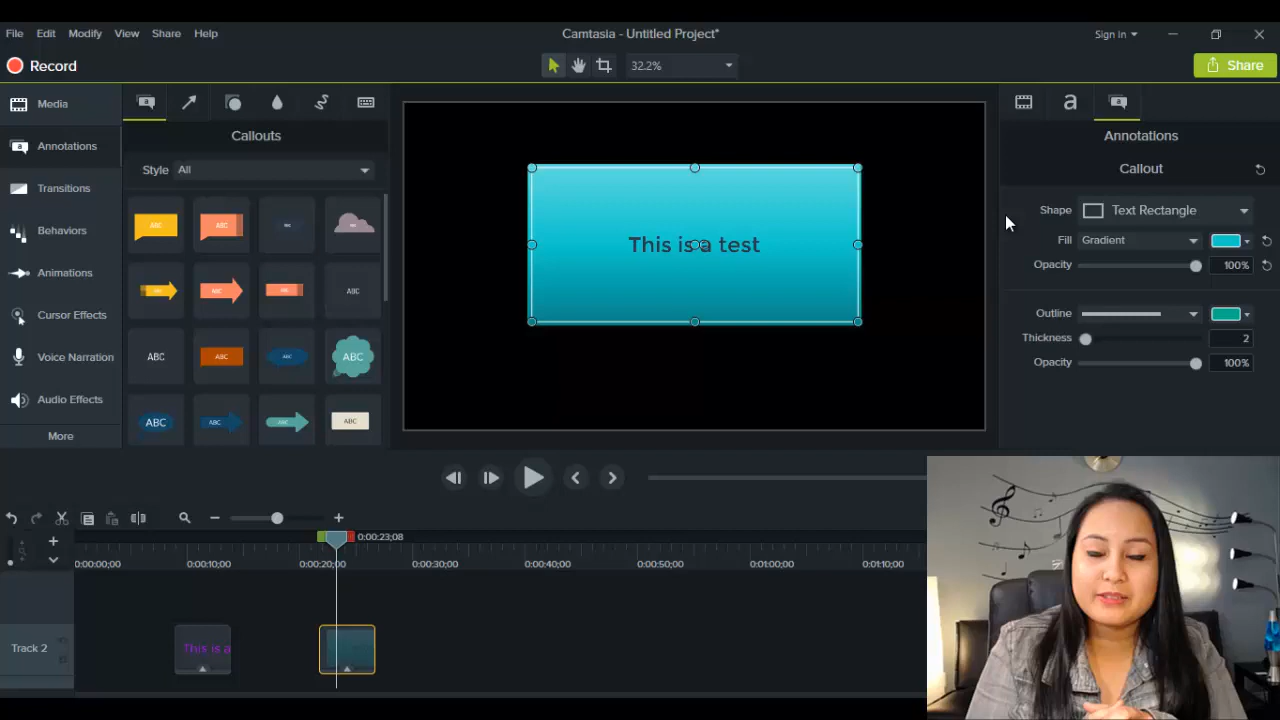 File Edit Modify View Share Help
Camtasia - Untitled Project*
Sign in
Record
32.2%
Share
Media
Annotations
Transitions
Behaviors
Animations
Cursor Effects
Voice Narration
Audio Effects
More
Callouts
Style All
ABC ABC
ABC ABC ABC ABC
ABC ABC ABC ABC
ABC ABC ABC ABC
This is a test
Annotations
Callout
Shape Text Rectangle
Fill Gradient
Opacity 100%
Outline
Thickness 2
Opacity 100%
0:00:23;08
0:00:00;00 0:00:10;00 0:00:20;00 0:00:30;00 0:00:40;00 0:00:50;00 0:01:00;00 0:01:10;00
Track 2
This is a